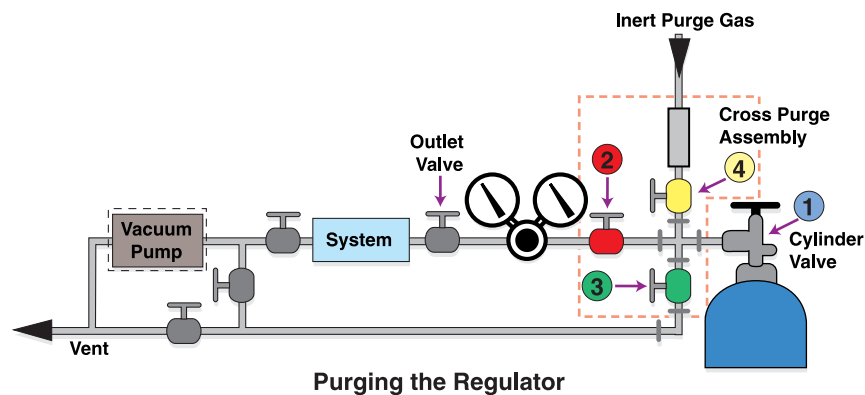 Inert Purge Gas
Cross Purge
Assembly
Outlet
Valve
2
4
1
Vacuum
Pump
System
Cylinder
Valve
3
Vent
Purging the Regulator